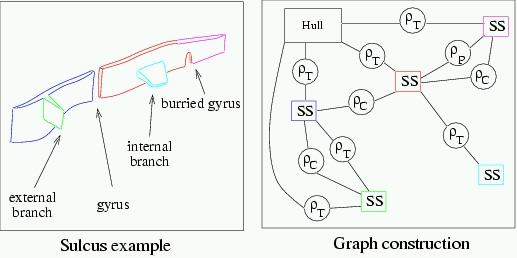 external
branch
gyrus
internal
branch
burried gyrus
Sulcus example
Hull
ρT
SS
ρT
ρT
ρP
ρC
SS
SS
ρC
ρC
ρT
ρT
SS
SS
ρT
Graph construction